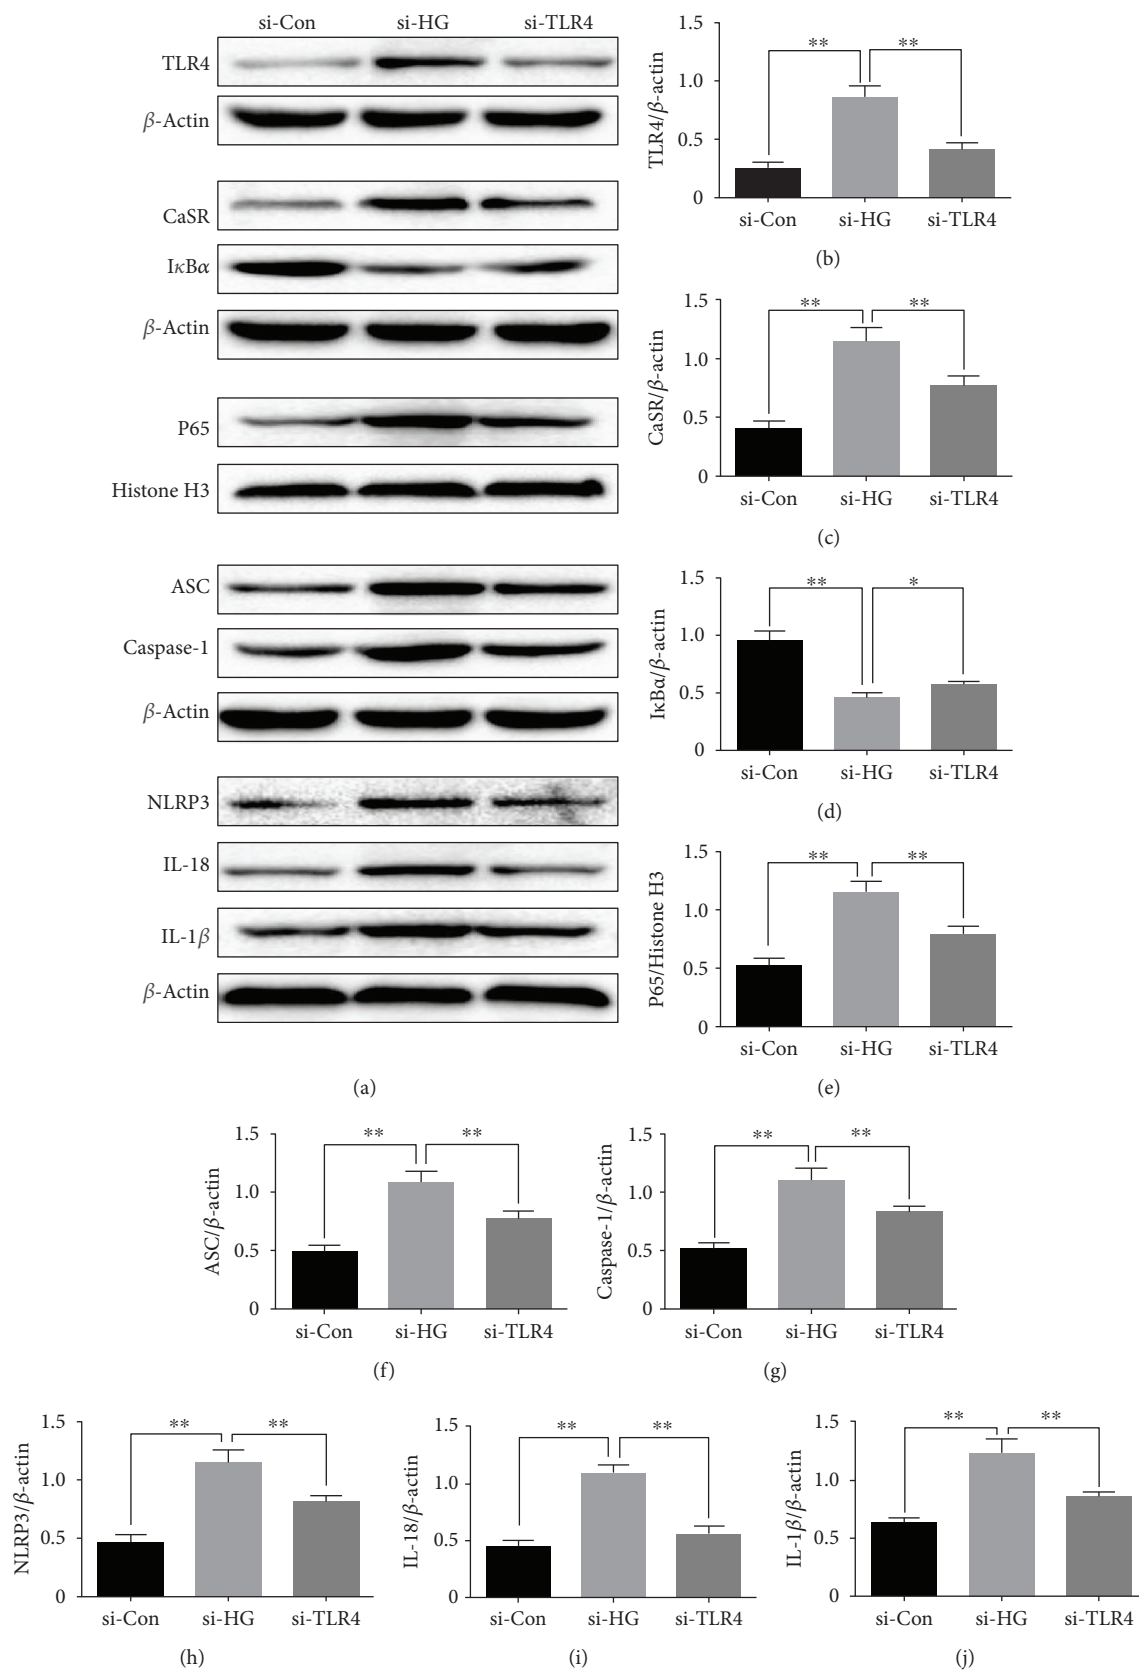 si-Con si-HG si-TLR4
TLR4
β-Actin
CaSR
IκBα
β-Actin
P65
Histone H3
ASC
Caspase-1
β-Actin
NLRP3
IL-18
IL-1β
β-Actin
(a)
1.5
**
**
1.0
0.5
0
TLR4/β-actin
si-Con si-HG si-TLR4
(b)
1.5
**
**
1.0
0.5
0
CaSR/β-actin
si-Con si-HG si-TLR4
(c)
1.5
**
*
1.0
0.5
0
IκBα/β-actin
si-Con si-HG si-TLR4
(d)
1.5
**
**
1.0
0.5
0
P65/Histone H3
si-Con si-HG si-TLR4
(e)
1.5
**
**
1.0
0.5
0
ASC/β-actin
si-Con si-HG si-TLR4
(f)
1.5
**
**
1.0
0.5
0
Caspase-1/β-actin
si-Con si-HG si-TLR4
(g)
1.5
**
**
1.0
0.5
0
NLRP3/β-actin
si-Con si-HG si-TLR4
(h)
1.5
**
**
1.0
0.5
0
IL-18/β-actin
si-Con si-HG si-TLR4
(i)
1.5
**
**
1.0
0.5
0
IL-1β/β-actin
si-Con si-HG si-TLR4
(j)